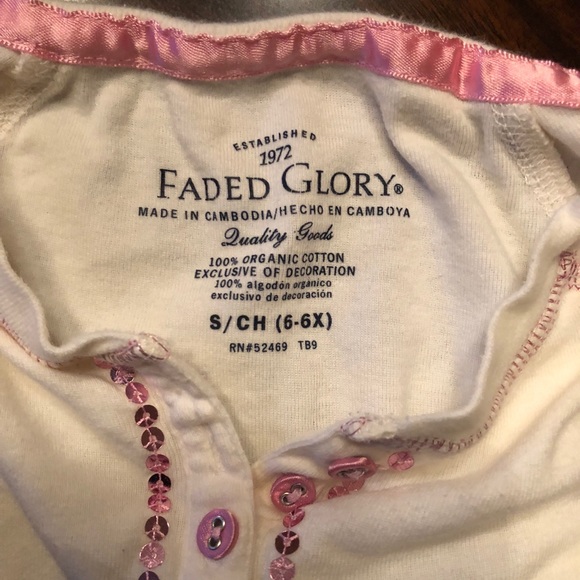 ESTABLISHED
1972
FADED GLORY®
MADE IN CAMBODIA/HECHO EN CAMBOYA
Quality Goods
100% ORGANIC COTTON
EXCLUSIVE OF DECORATION
100% algodón orgánico
exclusivo de decoración
S/CH (6-6X)
RN#52469 TB9